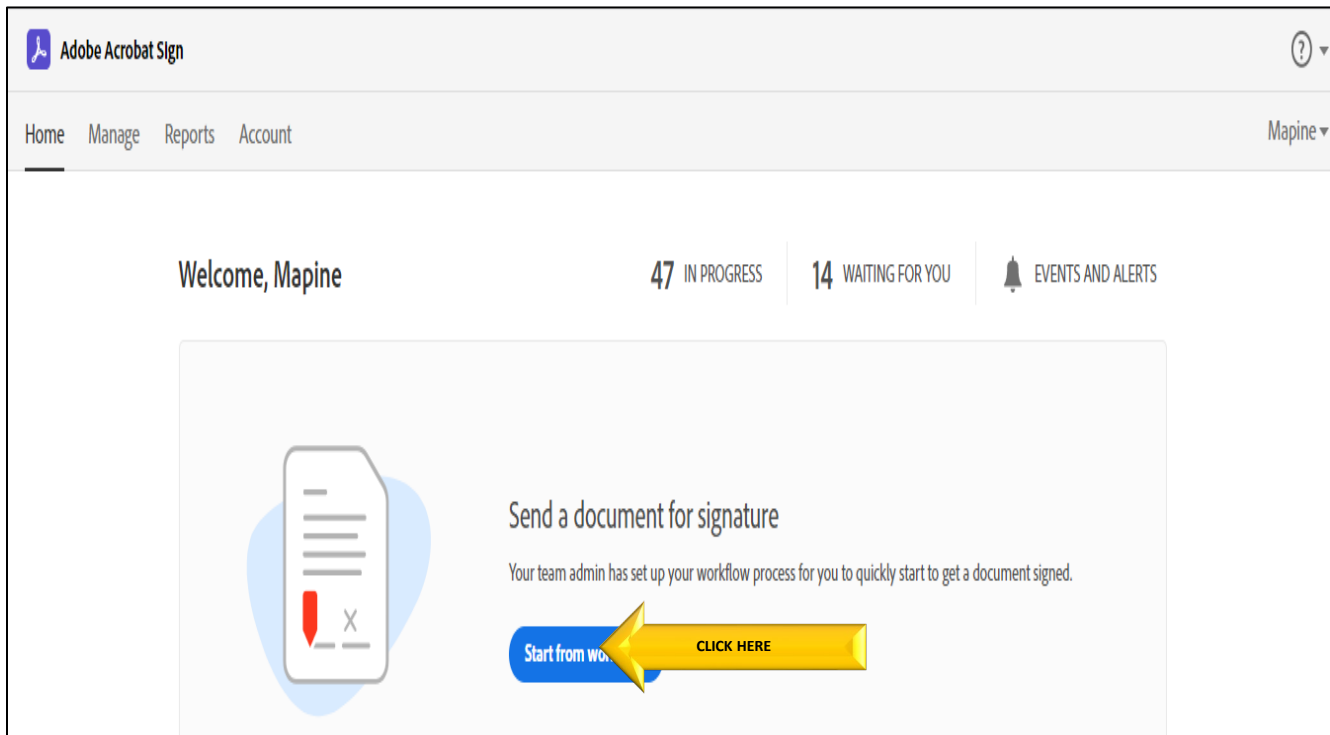 Adobe Acrobat Sign
?
Home Manage Reports Account Mapine
Welcome, Mapine 47 IN PROGRESS 14 WAITING FOR YOU EVENTS AND ALERTS
Send a document for signature
Your team admin has set up your workflow process for you to quickly start to get a document signed.
Start from CLICK HERE